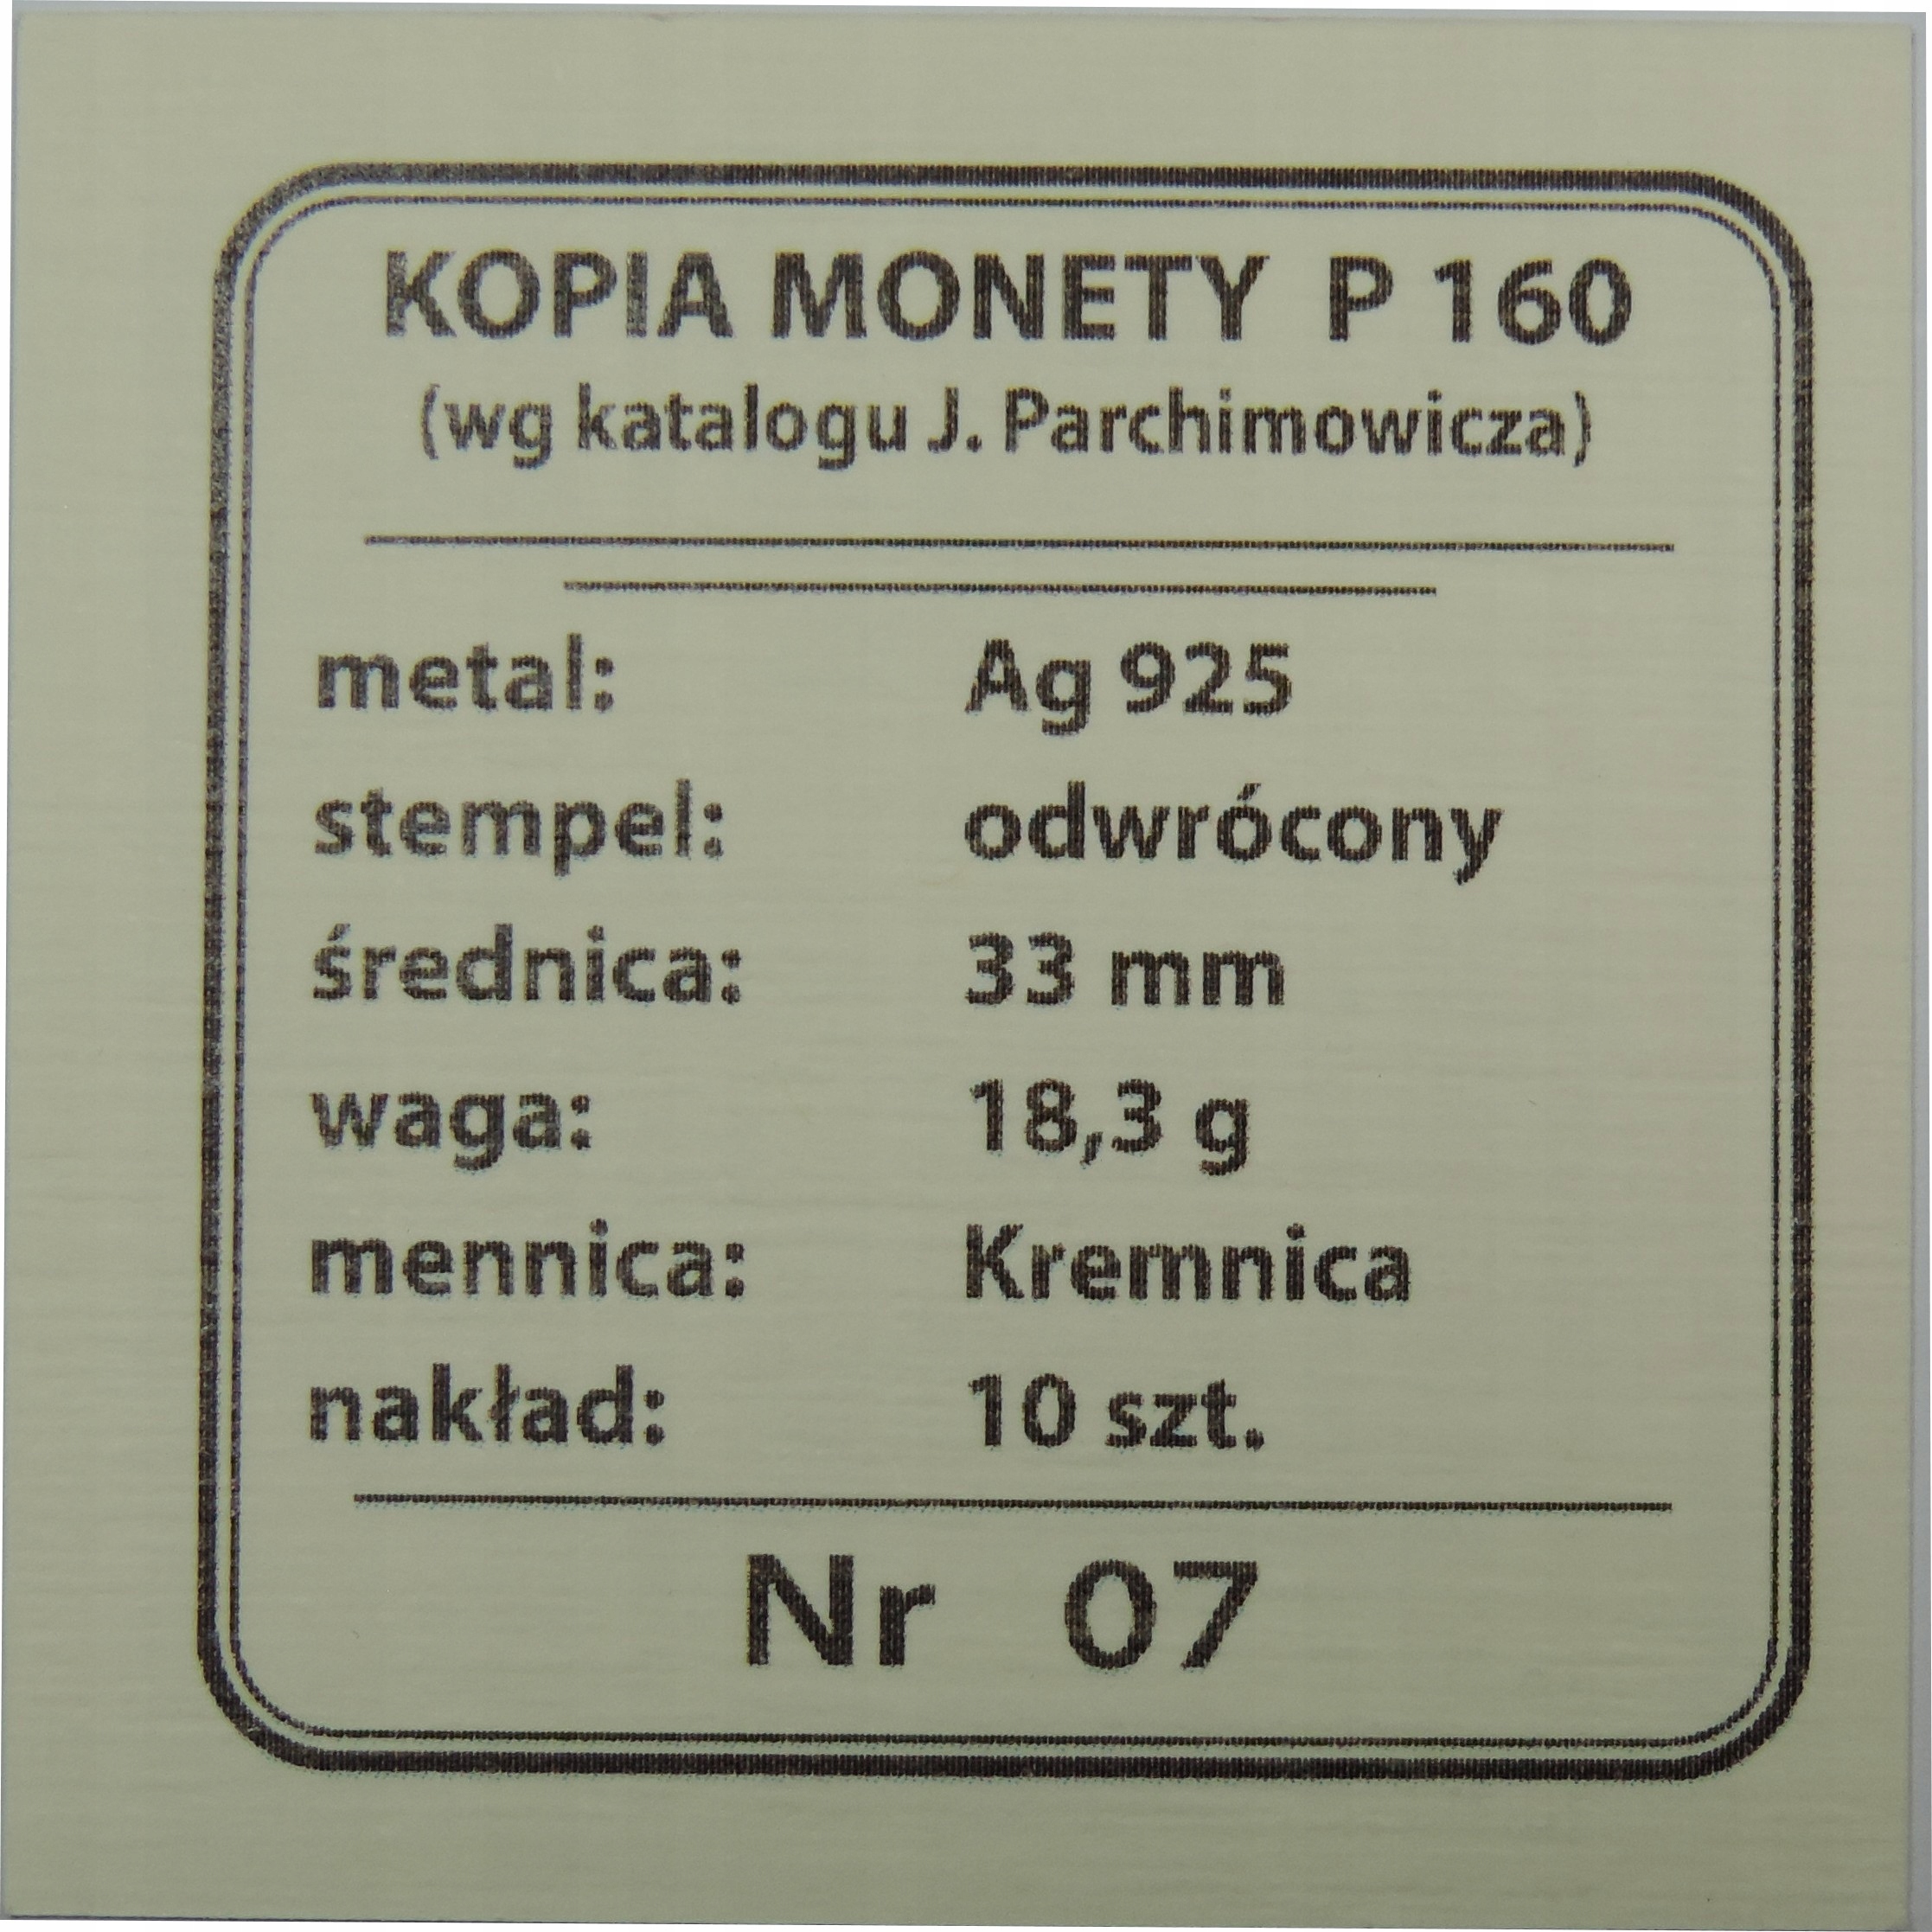 KOPIA MONETY P 160
(wg katalogu J. Parchimowicza)
metal: Ag 925
stempel: odwrócony
średnica: 33 mm
waga: 18,3 g
mennica: Kremnica
nakład: 10 szt.
Nr 07